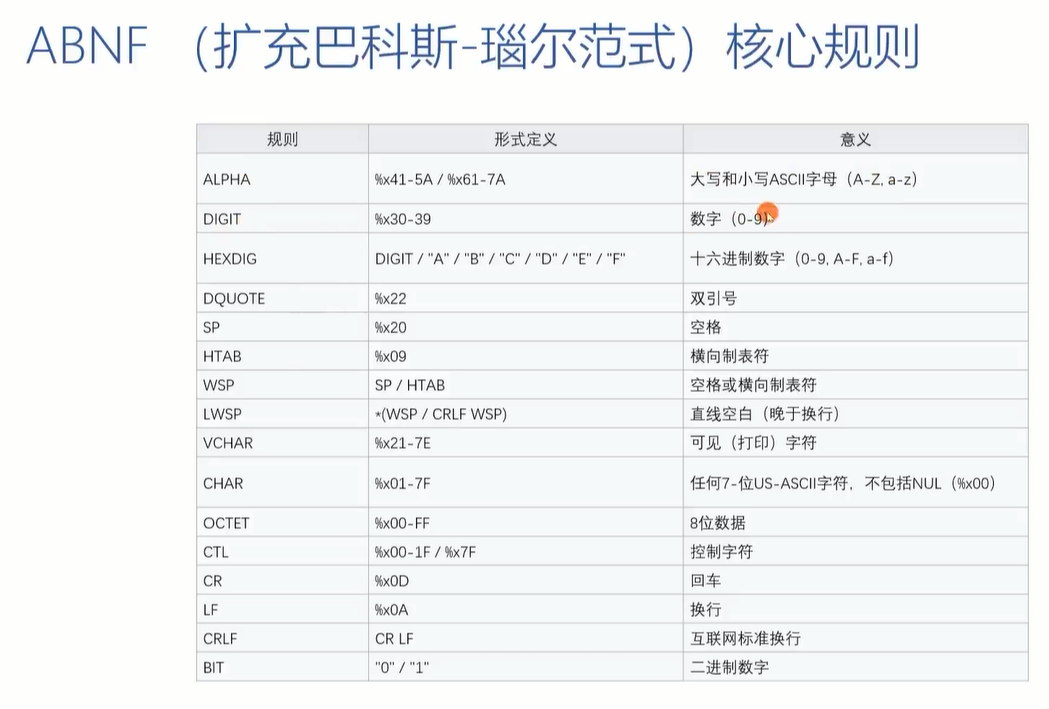 ABNF （扩充巴科斯-瑙尔范式）核心规则
规则 形式定义 意义
ALPHA %x41-5A / %x61-7A 大写和小写ASCII字母（A-Z, a-z）
DIGIT %x30-39 数字（0-9）
HEXDIG DIGIT / "A" / "B" / "C" / "D" / "E" / "F" 十六进制数字（0-9, A-F, a-f）
DQUOTE %x22 双引号
SP %x20 空格
HTAB %x09 横向制表符
WSP SP / HTAB 空格或横向制表符
LWSP *(WSP / CRLF WSP) 直线空白（晚于换行）
VCHAR %x21-7E 可见（打印）字符
CHAR %x01-7F 任何7-位US-ASCII字符，不包括NUL（%x00）
OCTET %x00-FF 8位数据
CTL %x00-1F / %x7F 控制字符
CR %x0D 回车
LF %x0A 换行
CRLF CR LF 互联网标准换行
BIT "0" / "1" 二进制数字